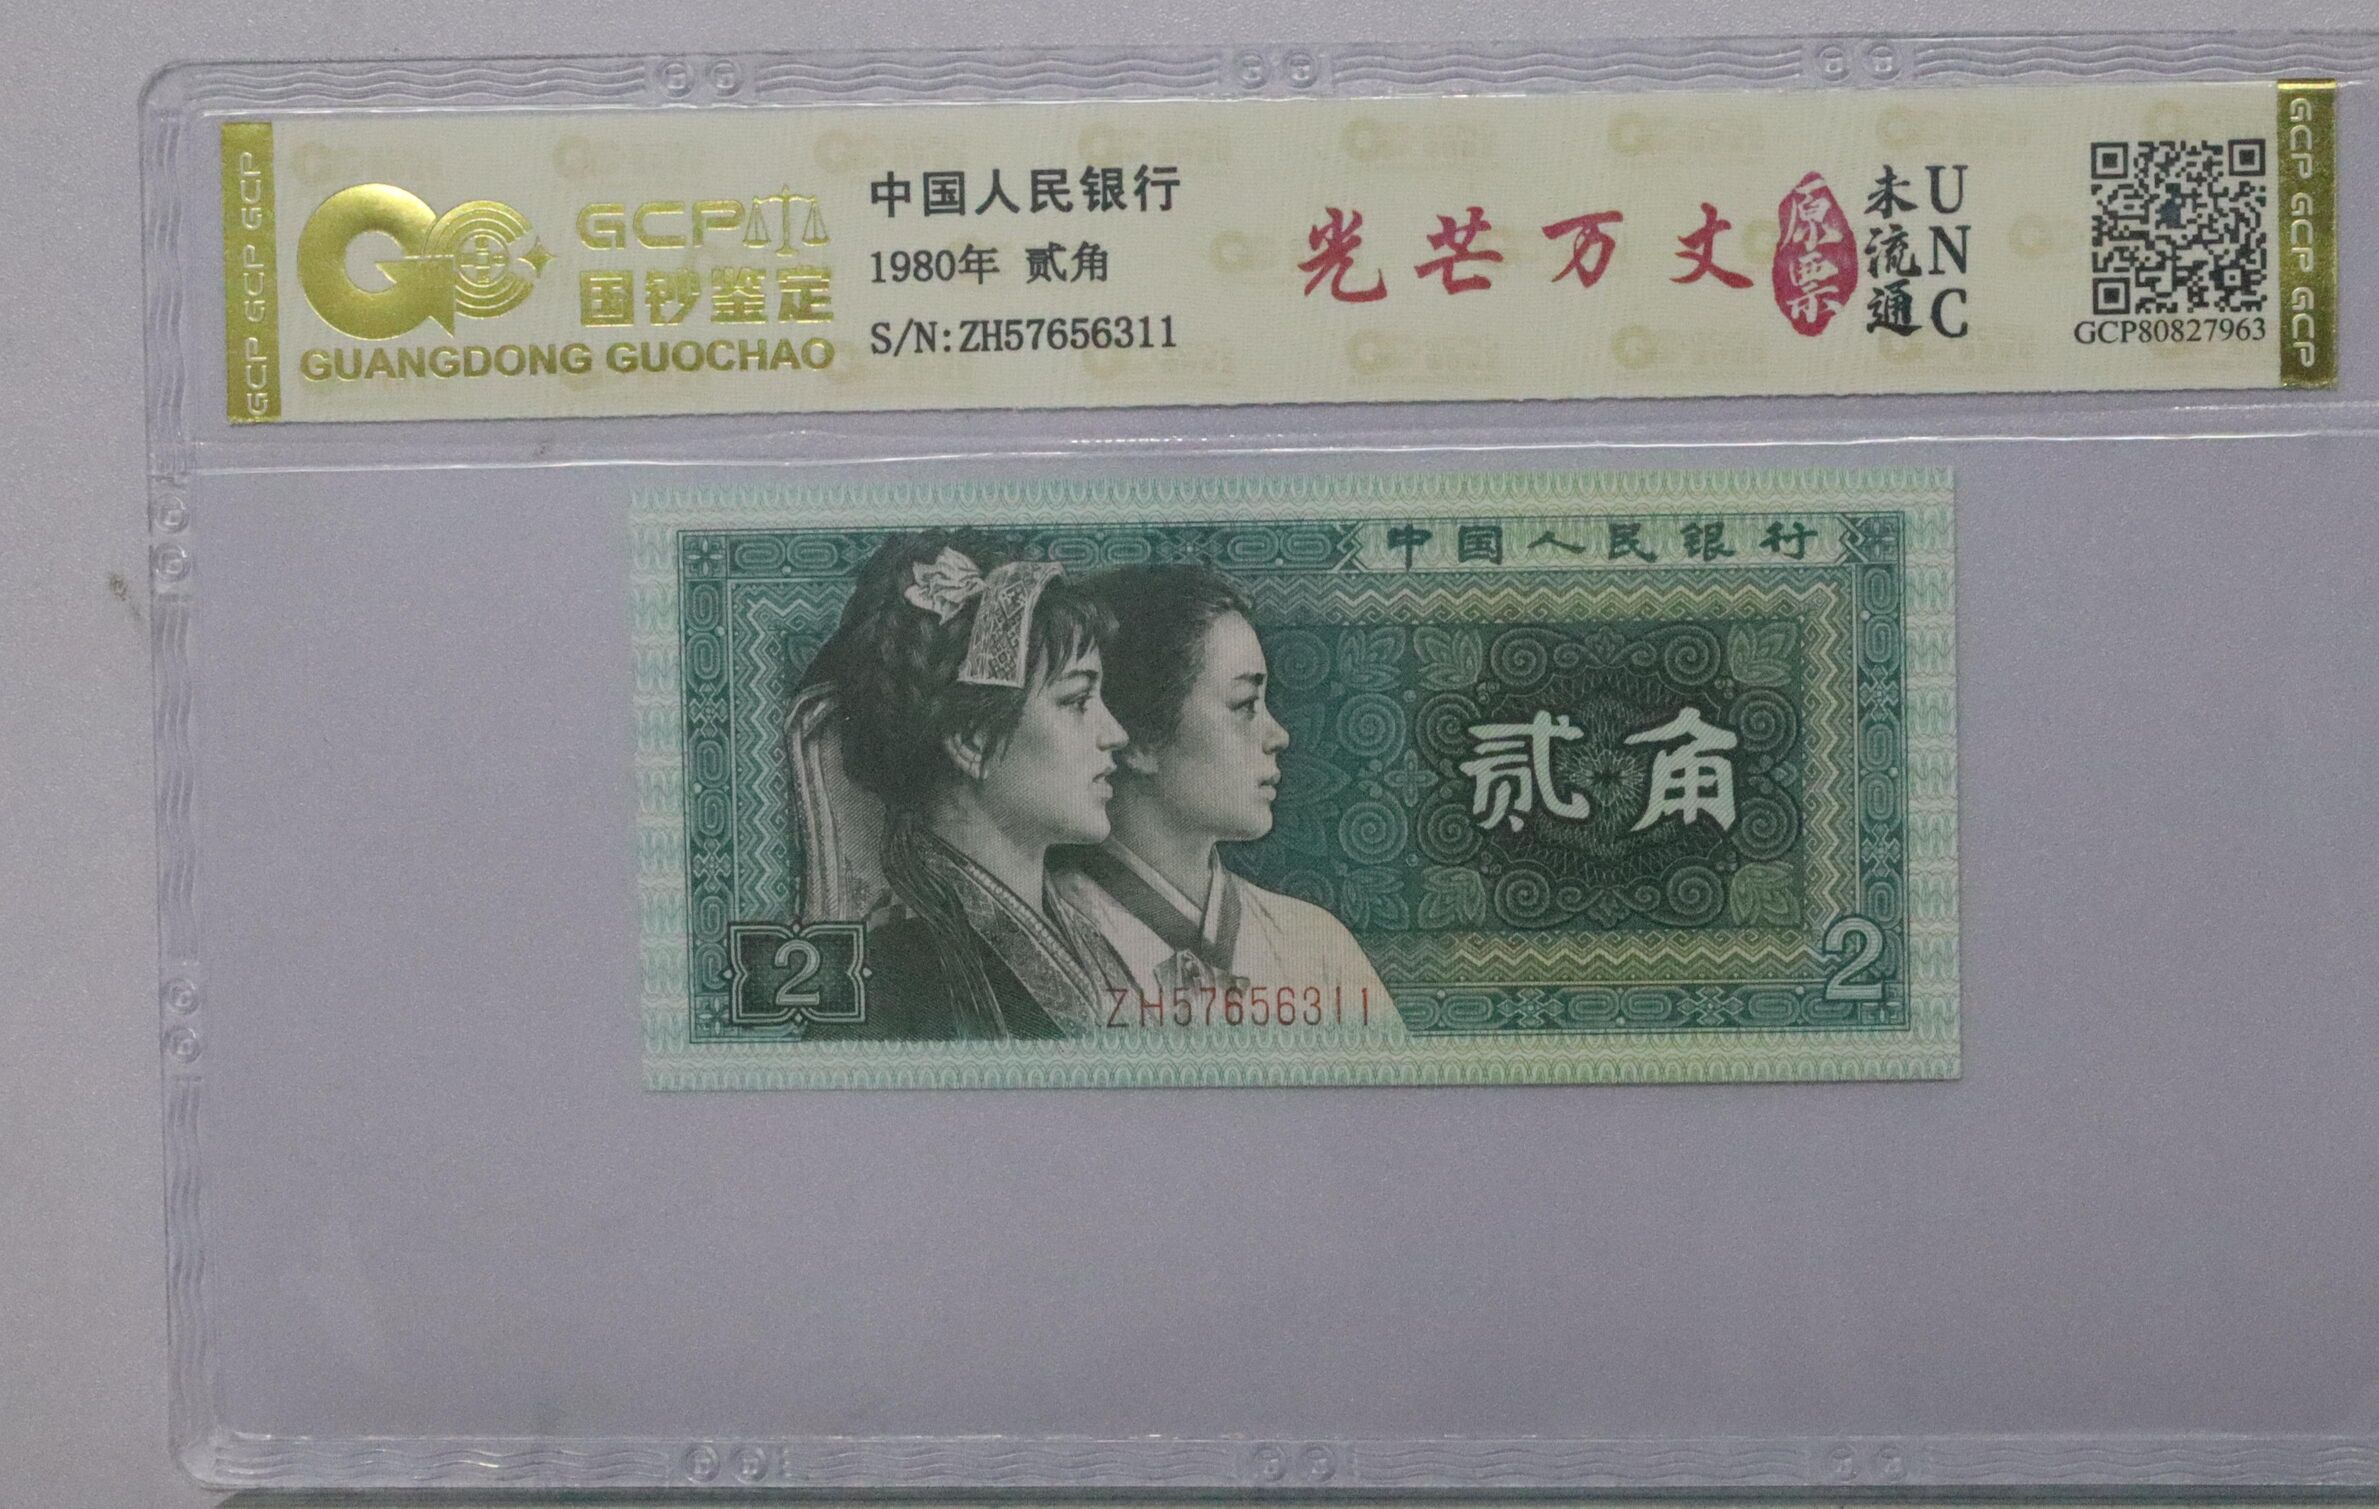 GCP GCP GCP
GCP
国钞鉴定
GUANGDONG GUOCHAO
中国人民银行
1980年 贰角
S/N:ZH57656311
光芒万丈
原票
未流通
UNC
GCP80827963
GCP GCP GCP
中国人民银行
贰角
2
2
ZH57656311